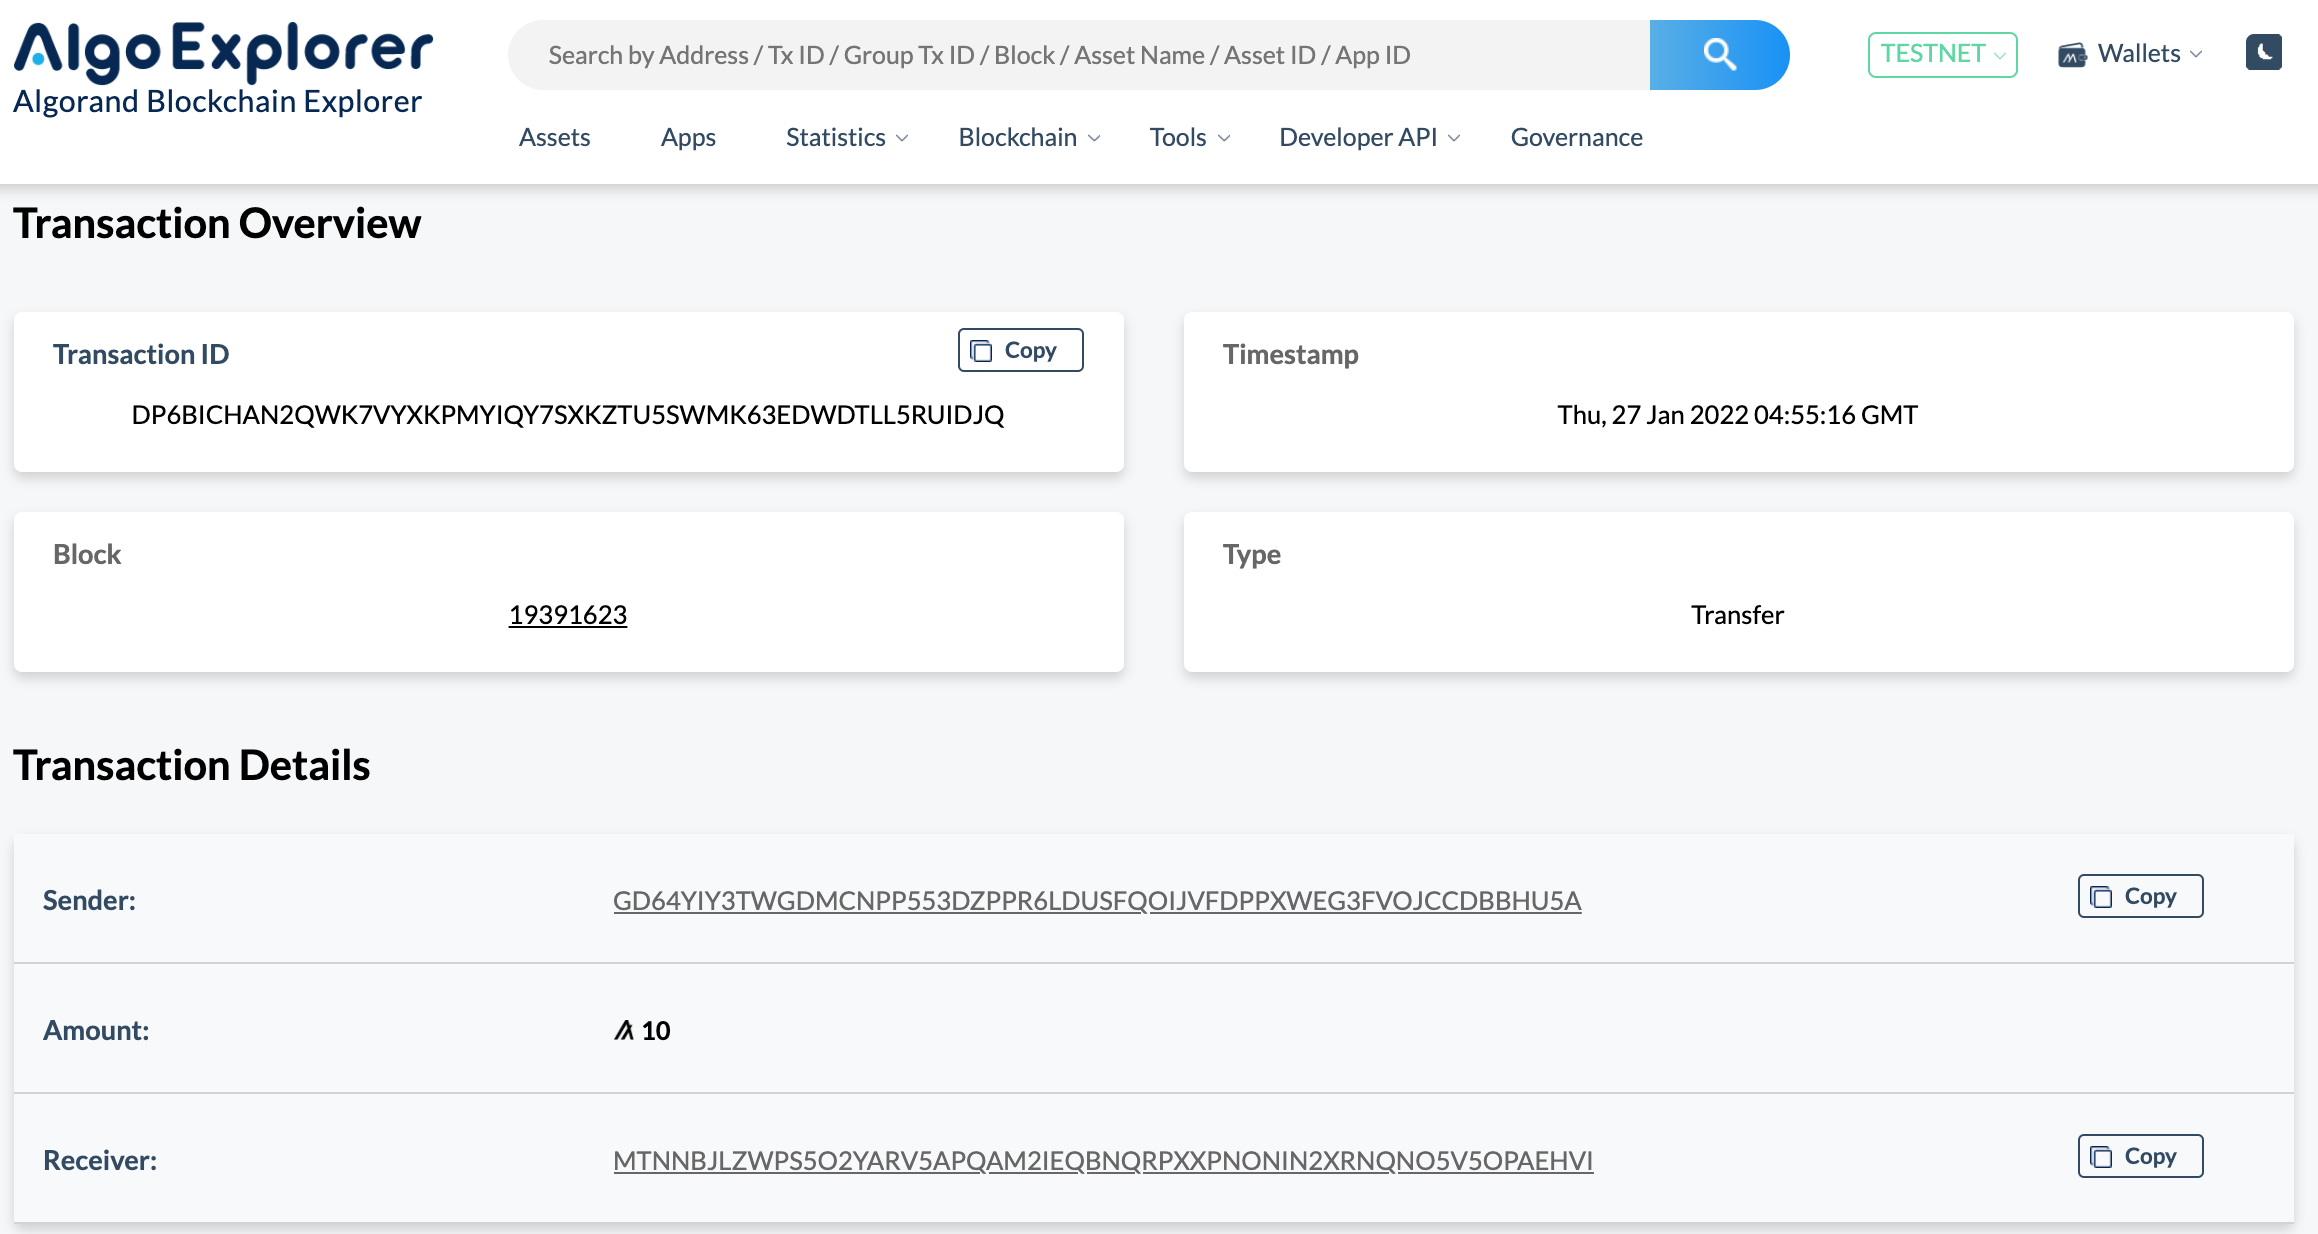 AlgoExplorer
Algorand Blockchain Explorer
Search by Address / Tx ID / Group Tx ID / Block / Asset Name / Asset ID / App ID
TESTNET
Wallets
Assets
Apps
Statistics
Blockchain
Tools
Developer API
Governance
Transaction Overview
Transaction ID
Copy
DP6BICHAN2QWK7VYXKPMYIQY7SXKZTU5SWMK63EDWDTLL5RUIDJQ
Timestamp
Thu, 27 Jan 2022 04:55:16 GMT
Block
19391623
Type
Transfer
Transaction Details
Sender:
GD64YIY3TWGDMCNPP553DZPPR6LDUSFQOIJVFDPPXWEG3FVOJCCDBBHU5A
Copy
Amount:
10
Receiver:
MTNNBJLZWPS5O2YARV5APQAM2IEQBNQRPXXPNONIN2XRNQNO5V5OPAEHVI
Copy